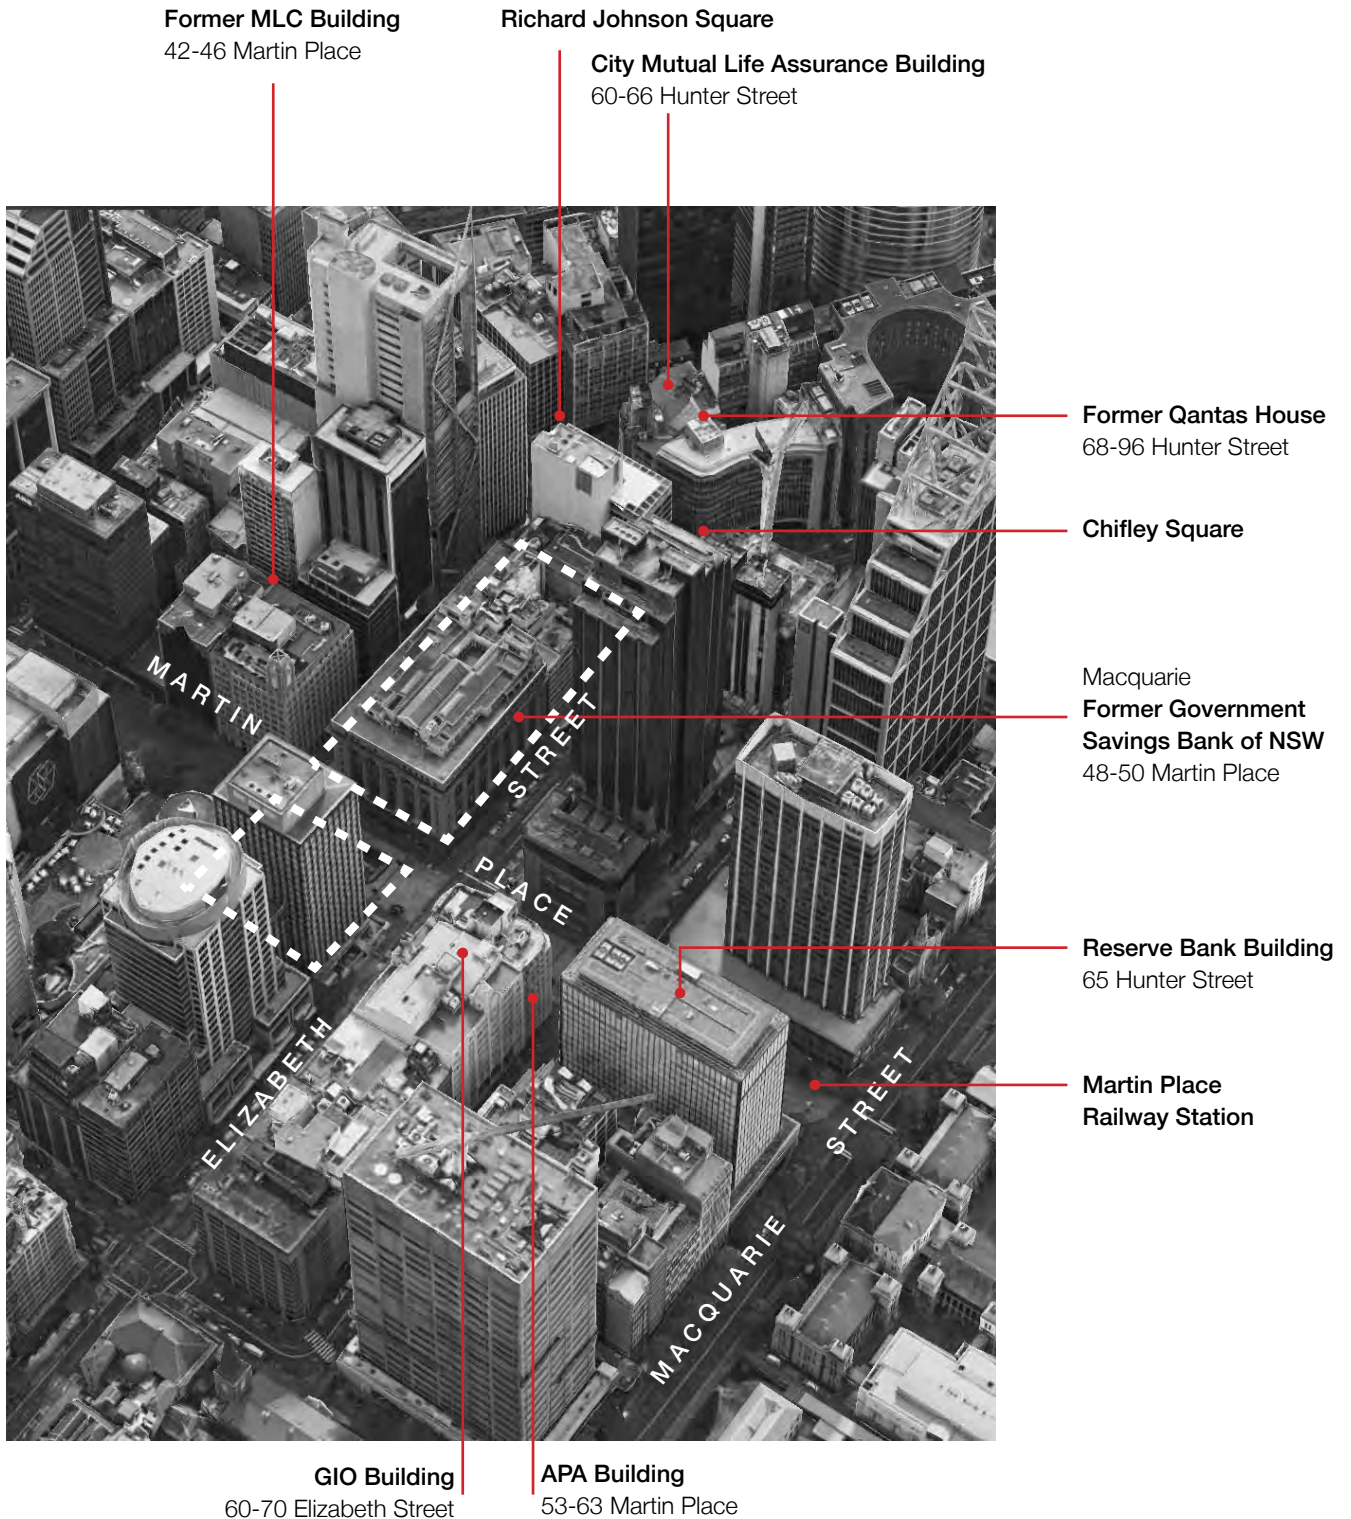 Former MLC Building
42-46 Martin Place
Richard Johnson Square
City Mutual Life Assurance Building
60-66 Hunter Street
Former Qantas House
68-96 Hunter Street
Chifley Square
Macquarie
Former Government
Savings Bank of NSW
48-50 Martin Place
Reserve Bank Building
65 Hunter Street
Martin Place
Railway Station
MARTIN
PLACE
ELIZABETH
STREET
MACQUARIE
STREET
GIO Building
60-70 Elizabeth Street
APA Building
53-63 Martin Place